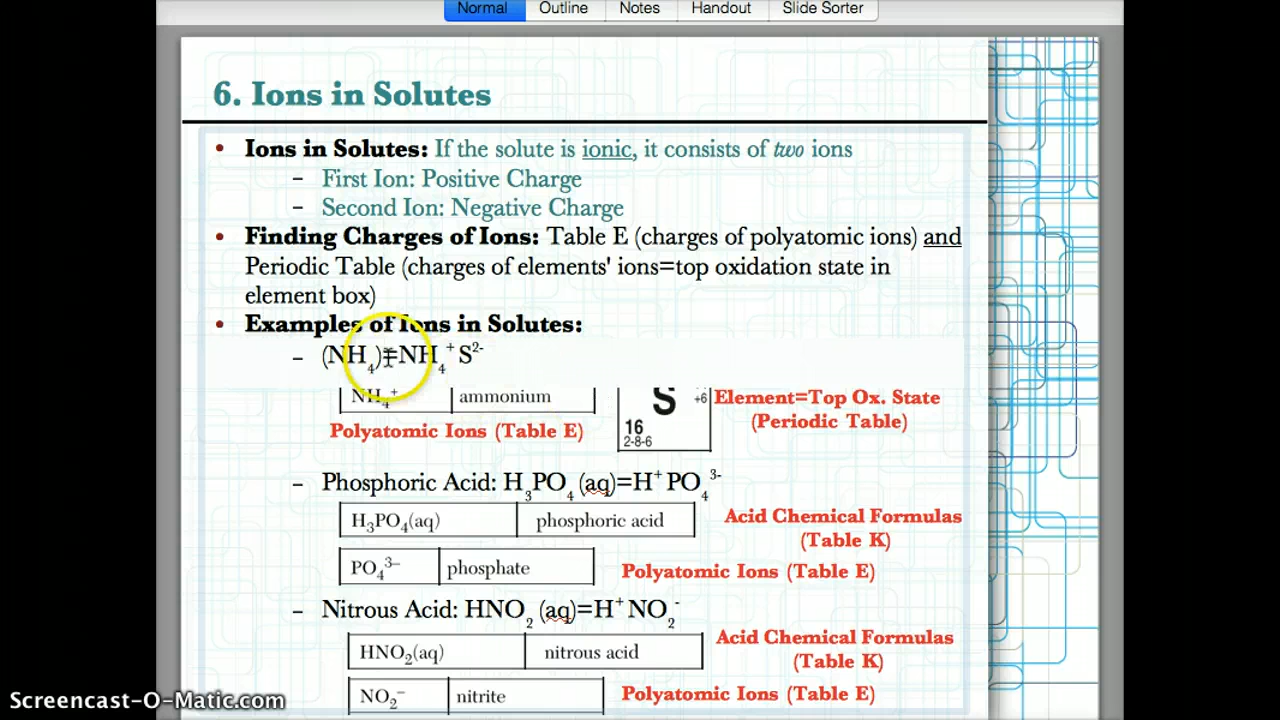 Normal Outline Notes Handout Slide Sorter
6. Ions in Solutes
• Ions in Solutes: If the solute is ionic, it consists of two ions
– First Ion: Positive Charge
– Second Ion: Negative Charge
• Finding Charges of Ions: Table E (charges of polyatomic ions) and
Periodic Table (charges of elements' ions=top oxidation state in
element box)
• Examples of Ions in Solutes:
– (NH₄)=NH₄⁺ S²⁻
NH₄⁺ ammonium
S +6
16
2-8-6
Element=Top Ox. State
(Periodic Table)
Polyatomic Ions (Table E)
– Phosphoric Acid: H₃PO₄ (aq)=H⁺ PO₄³⁻
H₃PO₄(aq) phosphoric acid
Acid Chemical Formulas
(Table K)
PO₄³⁻ phosphate
Polyatomic Ions (Table E)
– Nitrous Acid: HNO₂ (aq)=H⁺ NO₂⁻
HNO₂(aq) nitrous acid
Acid Chemical Formulas
(Table K)
NO₂⁻ nitrite
Polyatomic Ions (Table E)
Screencast-O-Matic.com